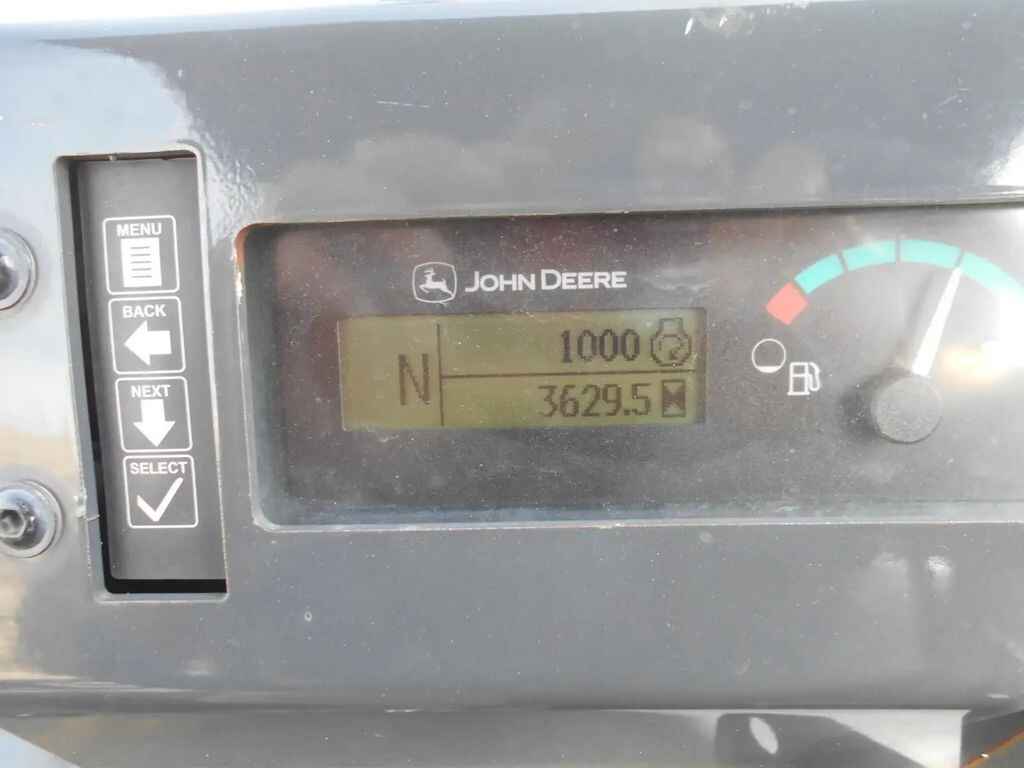 MENU
BACK
NEXT
SELECT
JOHN DEERE
N
1000
3629.5